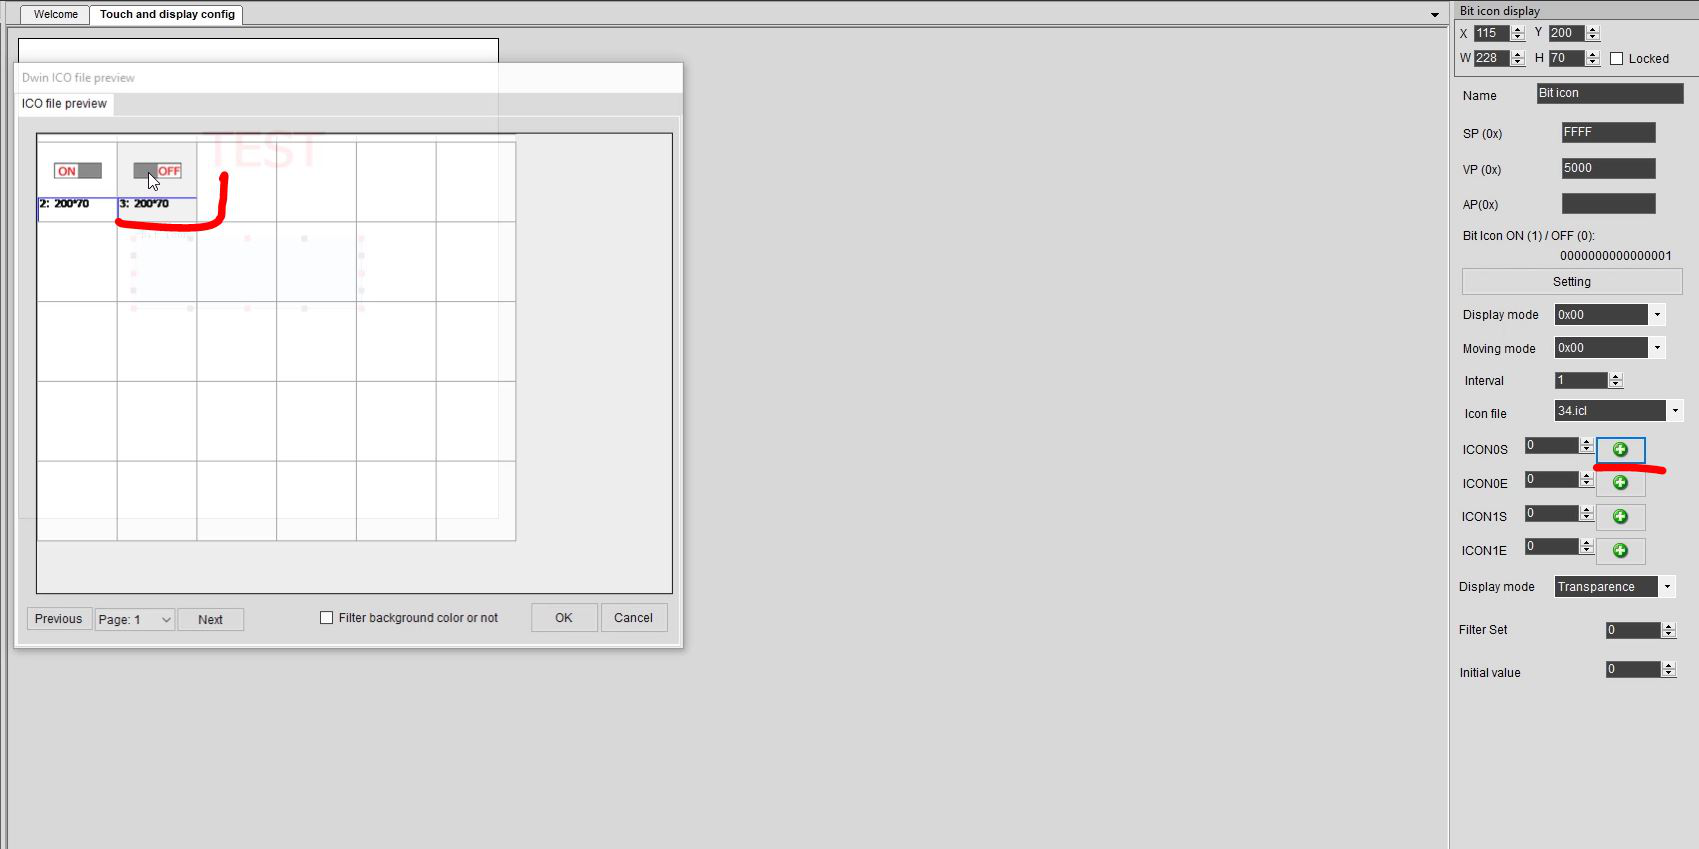 Welcome
Touch and display config
Dwin ICO file preview
ICO file preview
TEST
ON
OFF
2: 200*70
3: 200*70
Previous
Page: 1
Next
Filter background color or not
OK
Cancel
Bit icon display
X 115 Y 200
W 228 H 70 Locked
Name Bit icon
SP (0x) FFFF
VP (0x) 5000
AP(0x)
Bit Icon ON (1) / OFF (0):
0000000000000001
Setting
Display mode 0x00
Moving mode 0x00
Interval 1
Icon file 34.icl
ICON0S 0
ICON0E 0
ICON1S 0
ICON1E 0
Display mode Transparence
Filter Set 0
Initial value 0